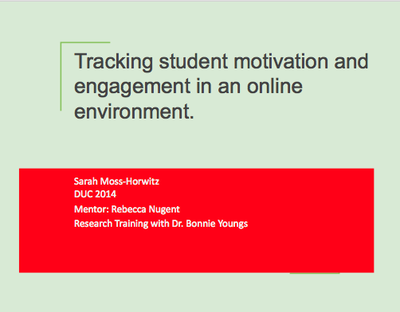 Tracking student motivation and
engagement in an online
environment.
Sarah Moss-Horwitz
DUC 2014
Mentor: Rebecca Nugent
Research Training with Dr. Bonnie Youngs